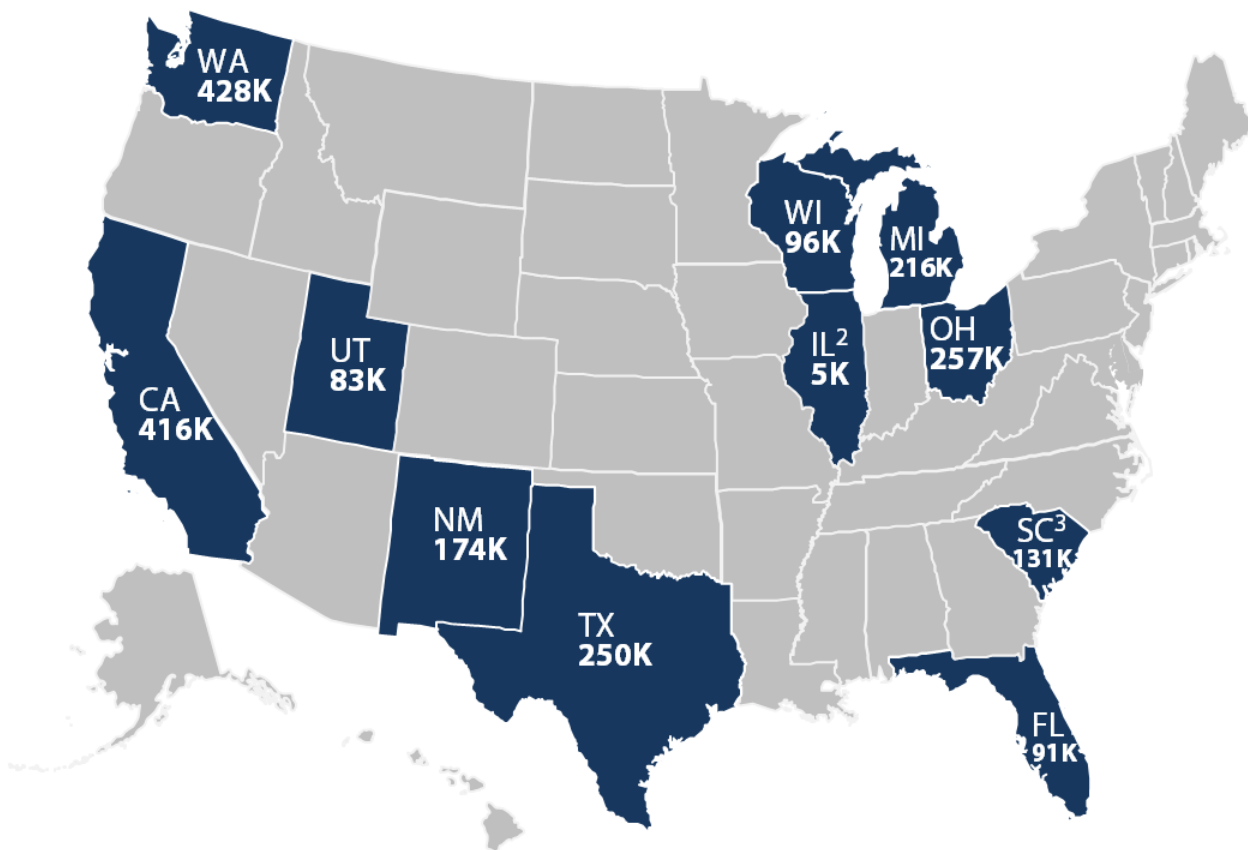 WA
428K
WI
96K
MI
216K
IL²
5K
OH
257K
UT
83K
CA
416K
NM
174K
SC³
131K
TX
250K
FL
91K